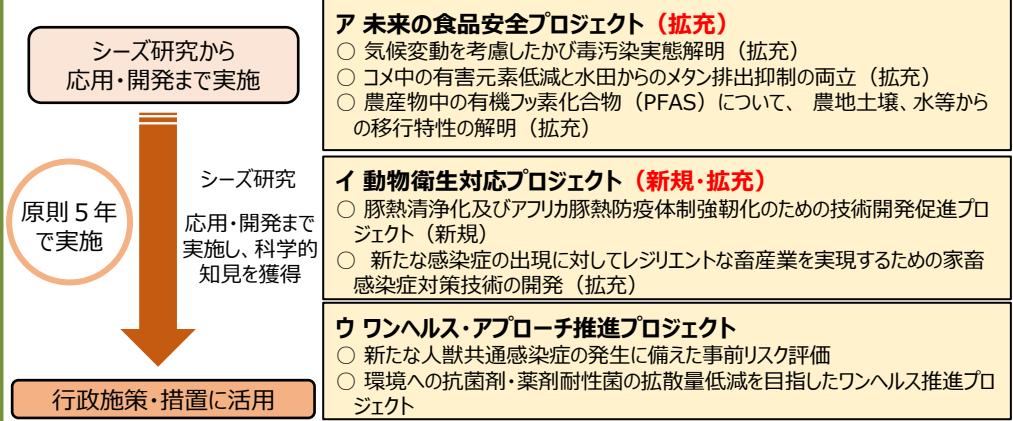 シーズ研究から
応用・開発まで実施
原則５年
で実施
シーズ研究
応用・開発まで
実施し、科学的
知見を獲得
行政施策・措置に活用
ア 未来の食品安全プロジェクト（拡充）
○ 気候変動を考慮したかび毒汚染実態解明（拡充）
○ コメ中の有害元素低減と水田からのメタン排出抑制の両立（拡充）
○ 農産物中の有機フッ素化合物（PFAS）について、 農地土壌、水等から
の移行特性の解明（拡充）
イ 動物衛生対応プロジェクト（新規・拡充）
○ 豚熱清浄化及びアフリカ豚熱防疫体制強靭化のための技術開発促進プロ
ジェクト（新規）
○ 新たな感染症の出現に対してレジリエントな畜産業を実現するための家畜
感染症対策技術の開発（拡充）
ウ ワンヘルス・アプローチ推進プロジェクト
○ 新たな人獣共通感染症の発生に備えた事前リスク評価
○ 環境への抗菌剤・薬剤耐性菌の拡散量低減を目指したワンヘルス推進プロ
ジェクト